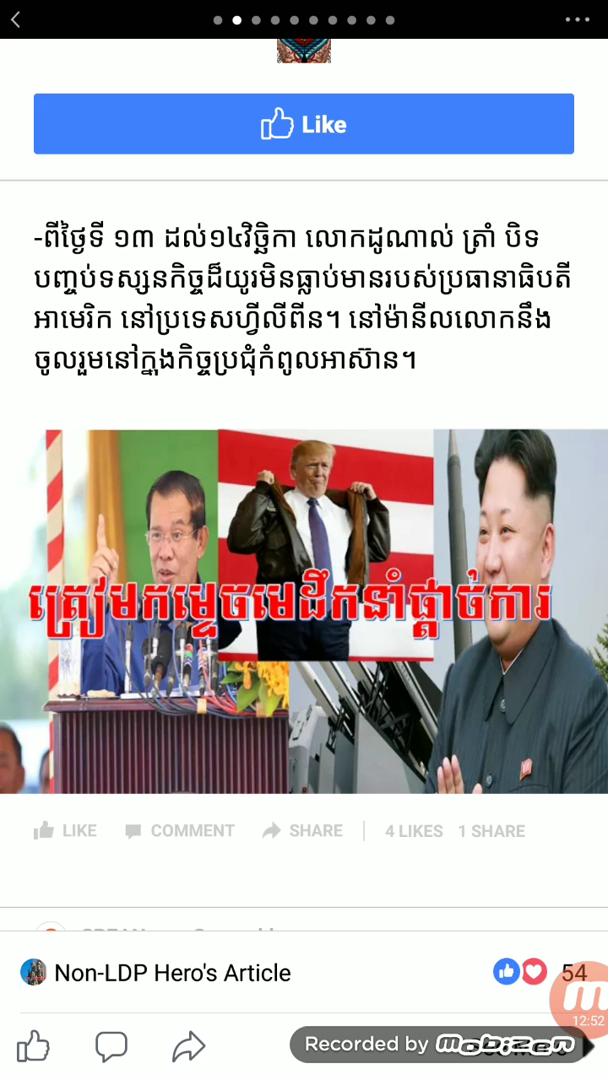 Like
-ពីថ្ងៃទី ១៣ ដល់១៤វិច្ឆិកា លោកដូណាល់ ត្រាំ បិទ
បញ្ចប់ទស្សនកិច្ចដ៏យូរមិនធ្លាប់មានរបស់ប្រធានាធិបតី
អាមេរិក នៅប្រទេសហ្វីលីពីន។ នៅម៉ានីលលោកនឹង
ចូលរួមនៅក្នុងកិច្ចប្រជុំកំពូលអាស៊ាន។
ត្រៀមកម្ទេចមេដឹកនាំផ្ដាច់ការ
LIKE COMMENT SHARE 4 LIKES 1 SHARE
Non-LDP Hero's Article 54
12:52
Recorded by mobizen